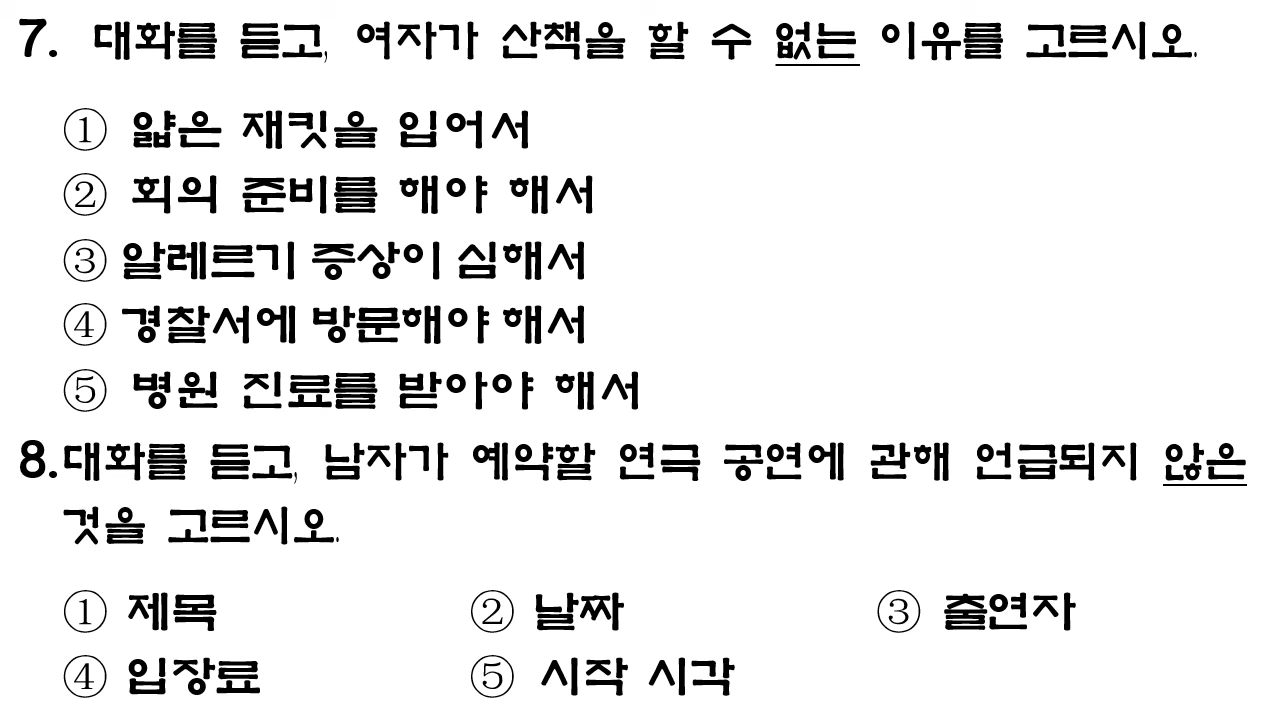 7. 대화를 듣고, 여자가 산책을 할 수 없는 이유를 고르시오.
① 얇은 재킷을 입어서
② 회의 준비를 해야 해서
③ 알레르기 증상이 심해서
④ 경찰서에 방문해야 해서
⑤ 병원 진료를 받아야 해서
8. 대화를 듣고, 남자가 예약할 연극 공연에 관해 언급되지 않은
것을 고르시오.
① 제목 ② 날짜 ③ 출연자
④ 입장료 ⑤ 시작 시각